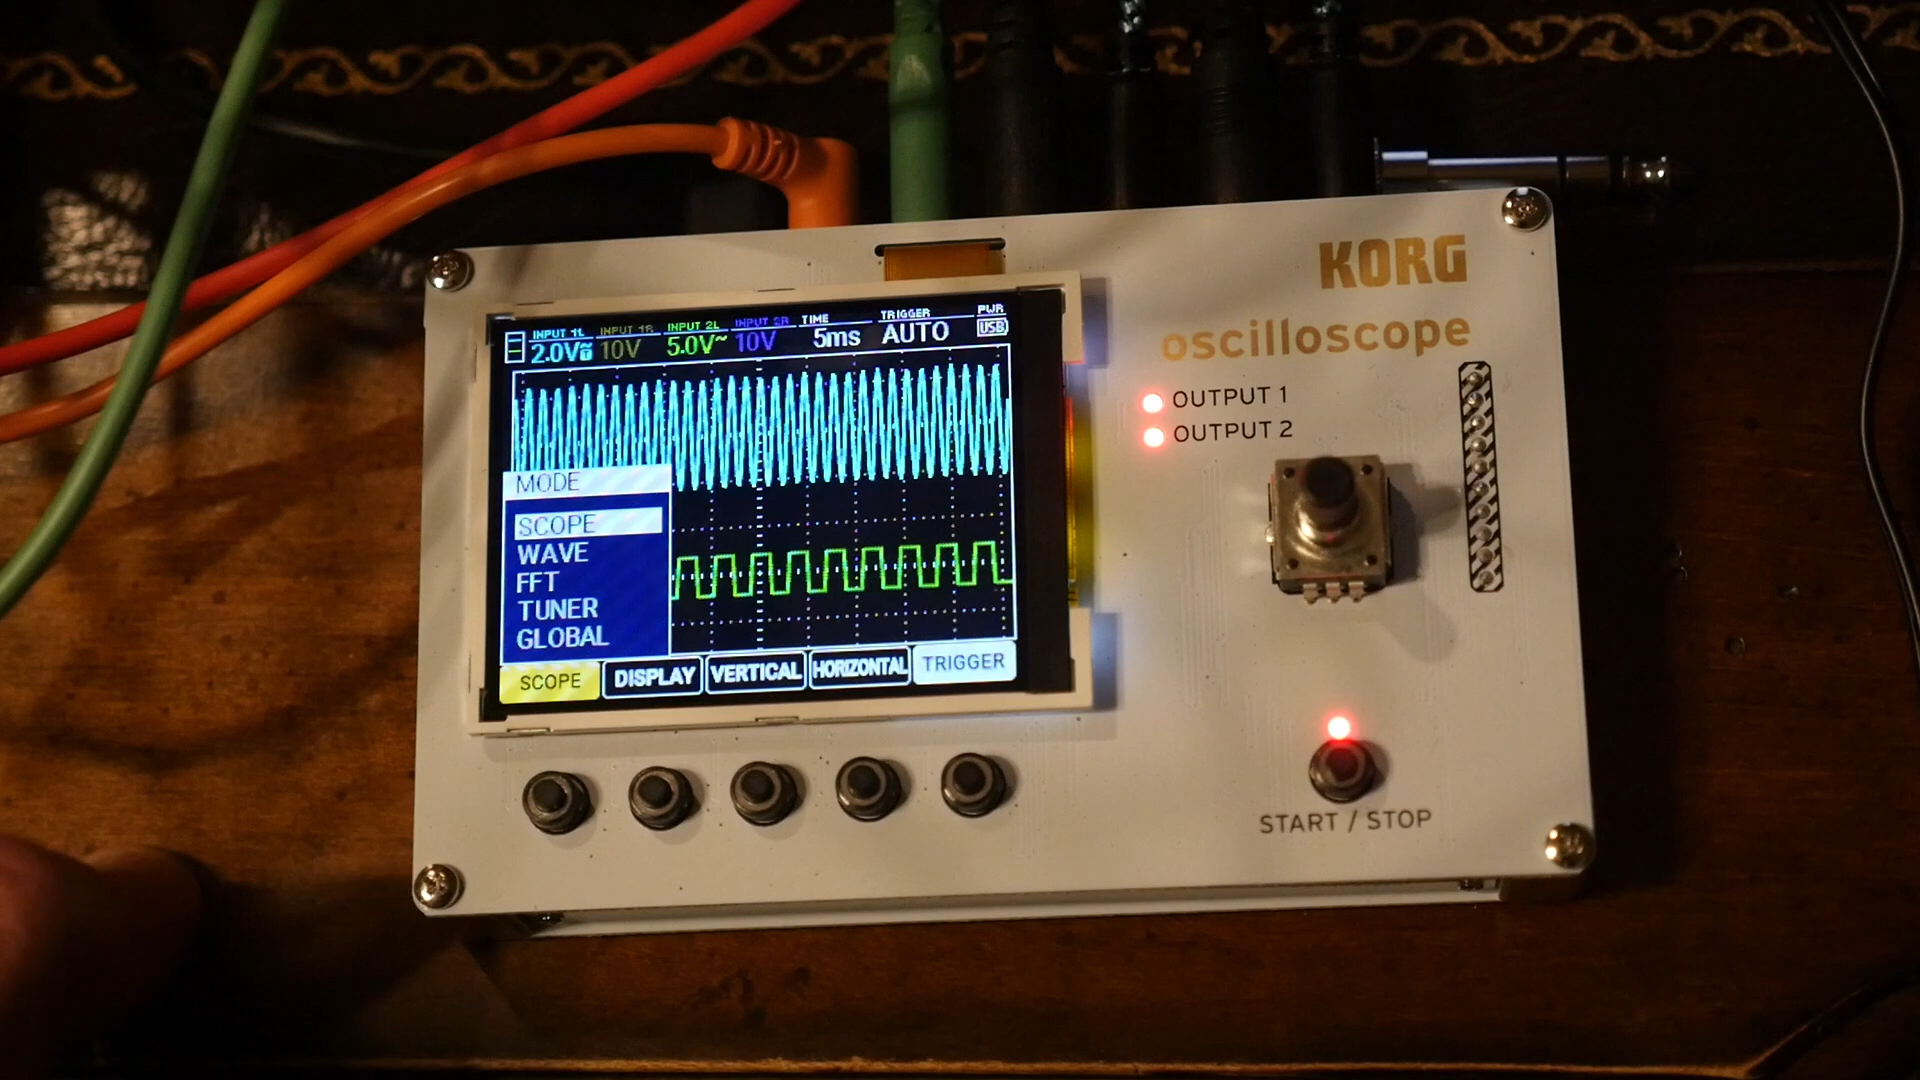 KORG
oscilloscope
INPUT 1L INPUT 1R INPUT 2L INPUT 2R TIME TRIGGER PWR
2.0V 10V 5.0V~ 10V 5ms AUTO USB
OUTPUT 1
OUTPUT 2
MODE
SCOPE
WAVE
FFT
TUNER
GLOBAL
SCOPE DISPLAY VERTICAL HORIZONTAL TRIGGER
START / STOP